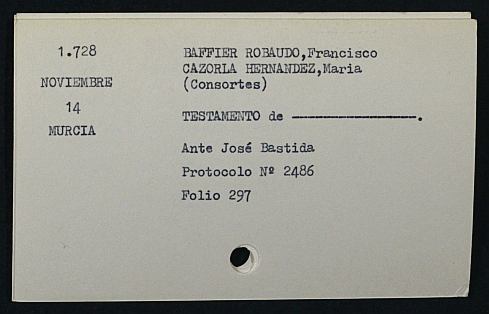 1.728
NOVIEMBRE
14
MURCIA
BAFFIER ROBAUDO,Francisco
CAZORLA HERNANDEZ,Maria
(Consortes)
TESTAMENTO de ------------------.
Ante José Bastida
Protocolo Nº 2486
Folio 297